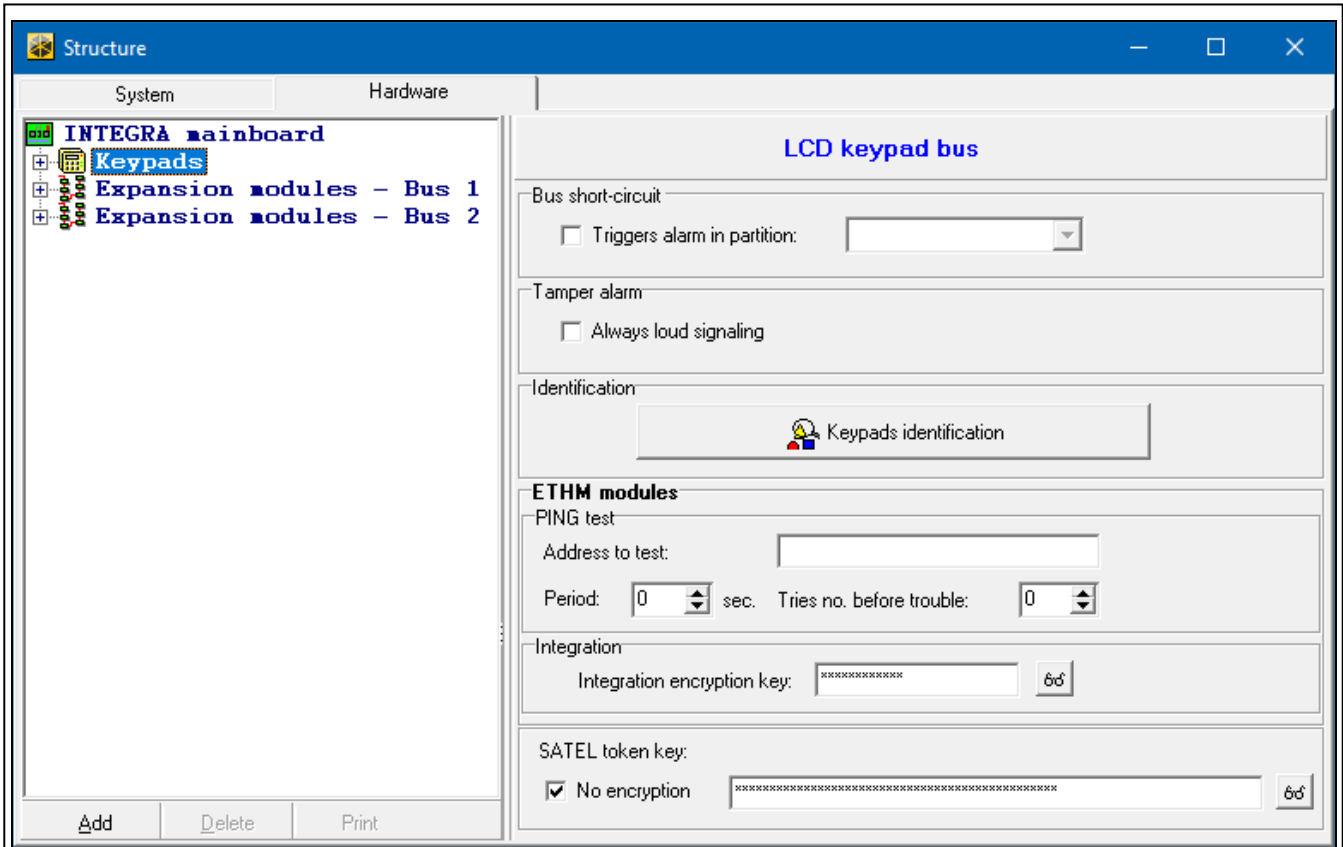 Structure
System
Hardware
INTEGRA mainboard
Keypads
Expansion modules - Bus 1
Expansion modules - Bus 2
Add
Delete
Print
LCD keypad bus
Bus short-circuit
Triggers alarm in partition:
Tamper alarm
Always loud signaling
Identification
Keypads identification
ETHM modules
PING test
Address to test:
Period: 0 sec. Tries no. before trouble: 0
Integration
Integration encryption key: ************
SATEL token key:
No encryption ************************************************